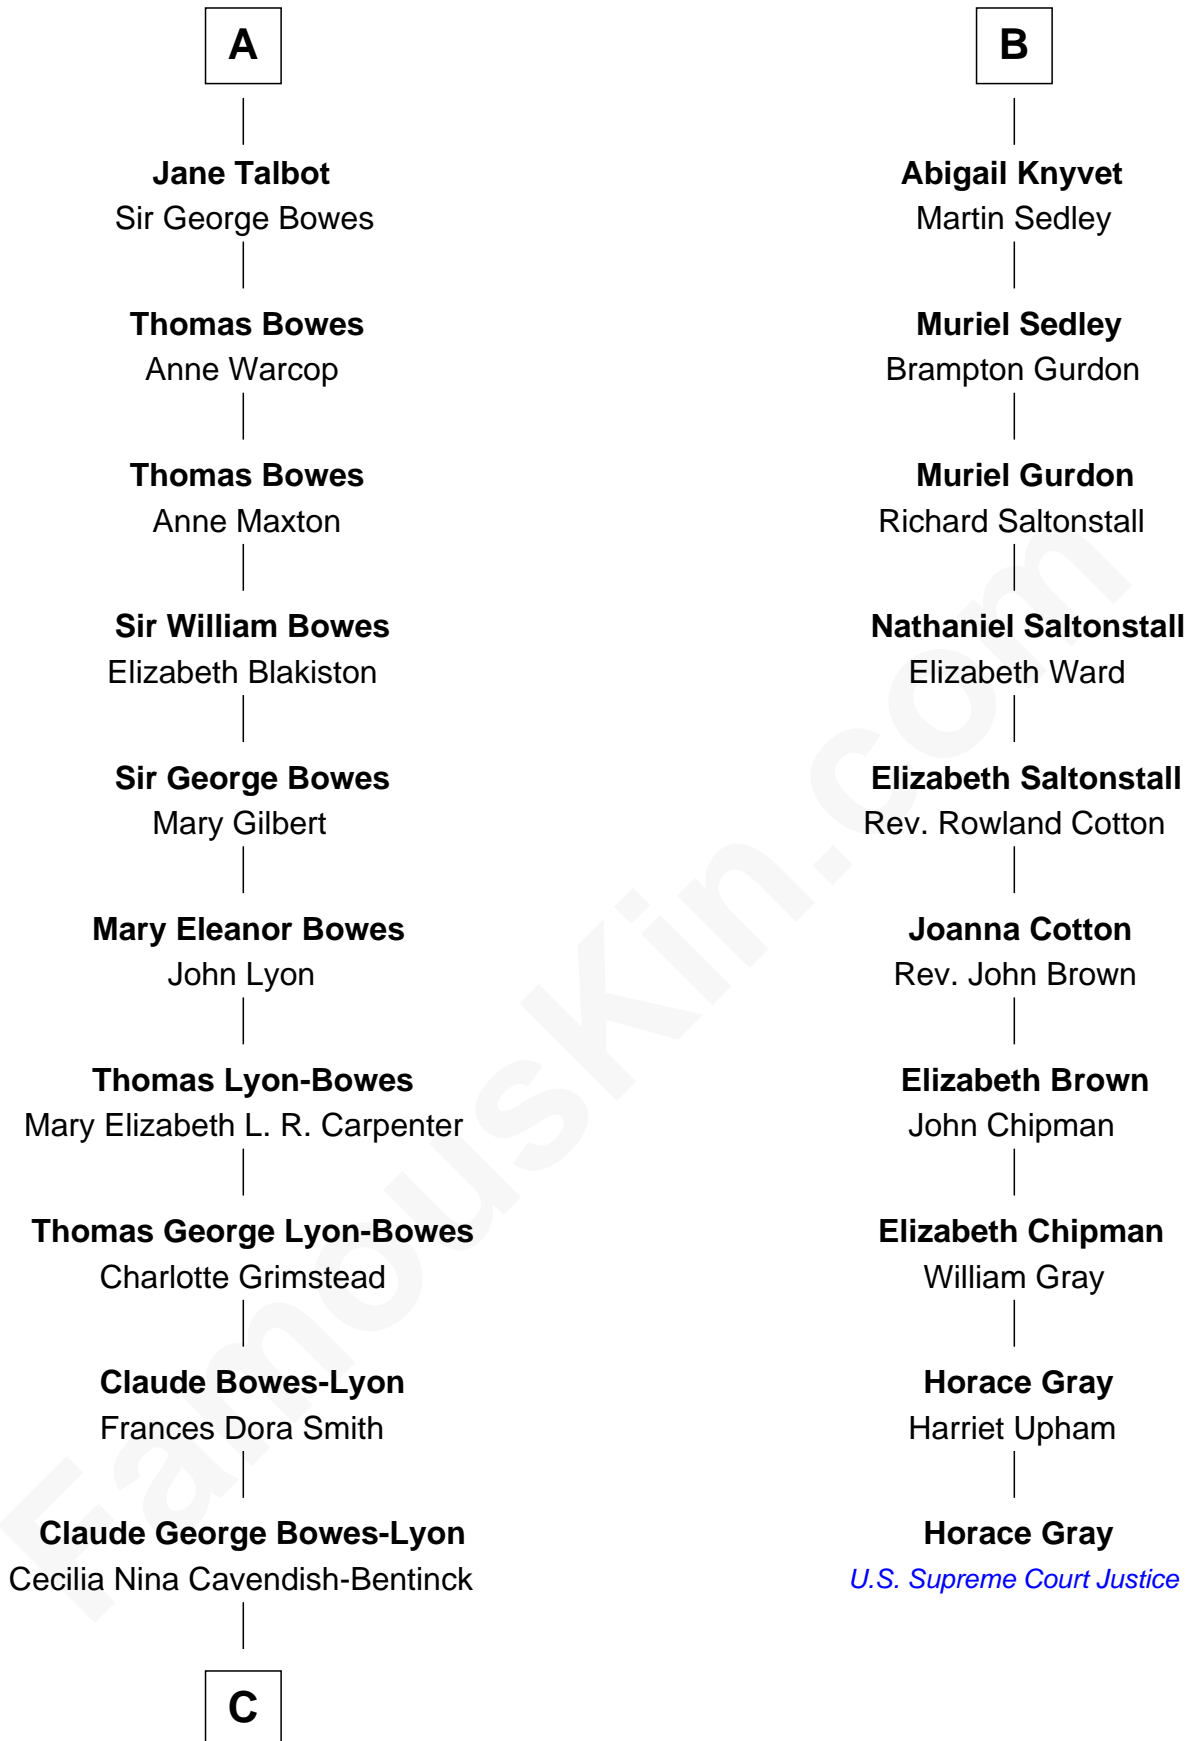 A
Jane Talbot
Sir George Bowes
Thomas Bowes
Anne Warcop
Thomas Bowes
Anne Maxton
Sir William Bowes
Elizabeth Blakiston
Sir George Bowes
Mary Gilbert
Mary Eleanor Bowes
John Lyon
Thomas Lyon-Bowes
Mary Elizabeth L. R. Carpenter
Thomas George Lyon-Bowes
Charlotte Grimstead
Claude Bowes-Lyon
Frances Dora Smith
Claude George Bowes-Lyon
Cecilia Nina Cavendish-Bentinck
C
B
Abigail Knyvet
Martin Sedley
Muriel Sedley
Brampton Gurdon
Muriel Gurdon
Richard Saltonstall
Nathaniel Saltonstall
Elizabeth Ward
Elizabeth Saltonstall
Rev. Rowland Cotton
Joanna Cotton
Rev. John Brown
Elizabeth Brown
John Chipman
Elizabeth Chipman
William Gray
Horace Gray
Harriet Upham
Horace Gray
U.S. Supreme Court Justice
FamousKin.com